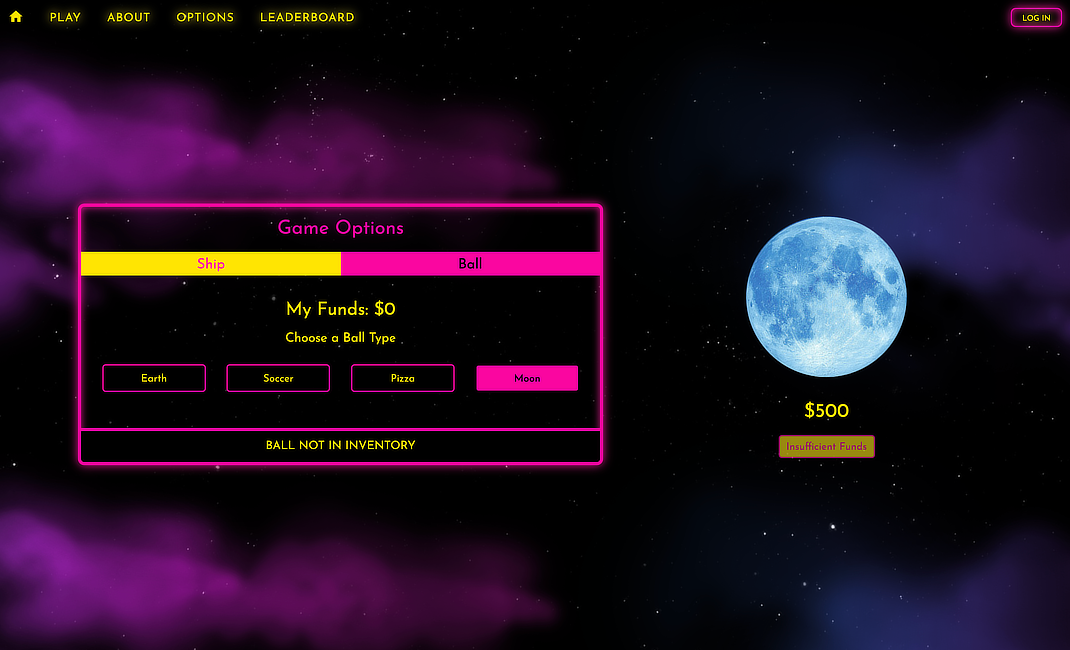 PLAY ABOUT OPTIONS LEADERBOARD LOG IN
Game Options
Ship Ball
My Funds: $0
Choose a Ball Type
Earth Soccer Pizza Moon
BALL NOT IN INVENTORY
$500
Insufficient Funds